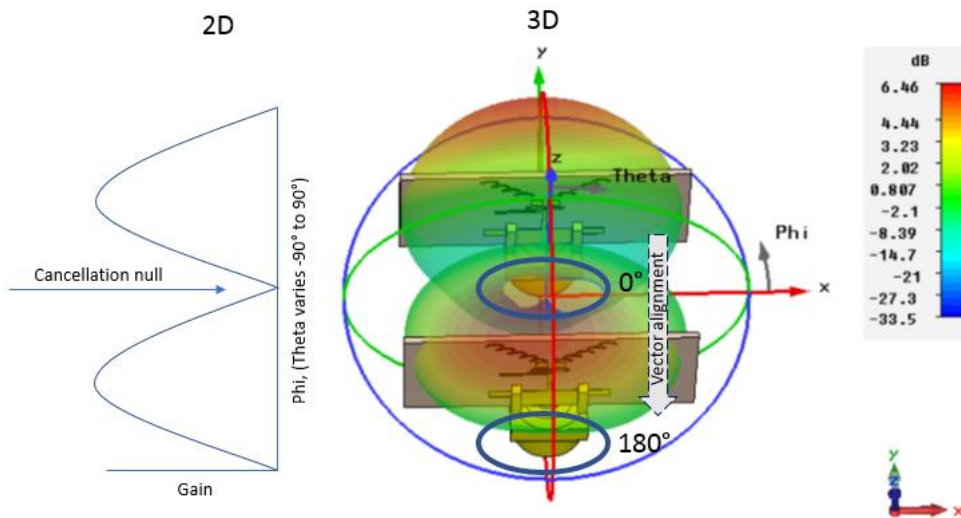 2D
3D
Cancellation null
Phi, (Theta varies -90° to 90°)
Gain
y
z
Theta
Phi
x
0°
Vector alignment
180°
dB
6.46
4.44
3.23
2.02
0.807
-2.1
-8.39
-14.7
-21
-27.3
-33.5
y
z
x